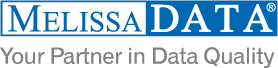 MELISSA DATA®
Your Partner in Data Quality